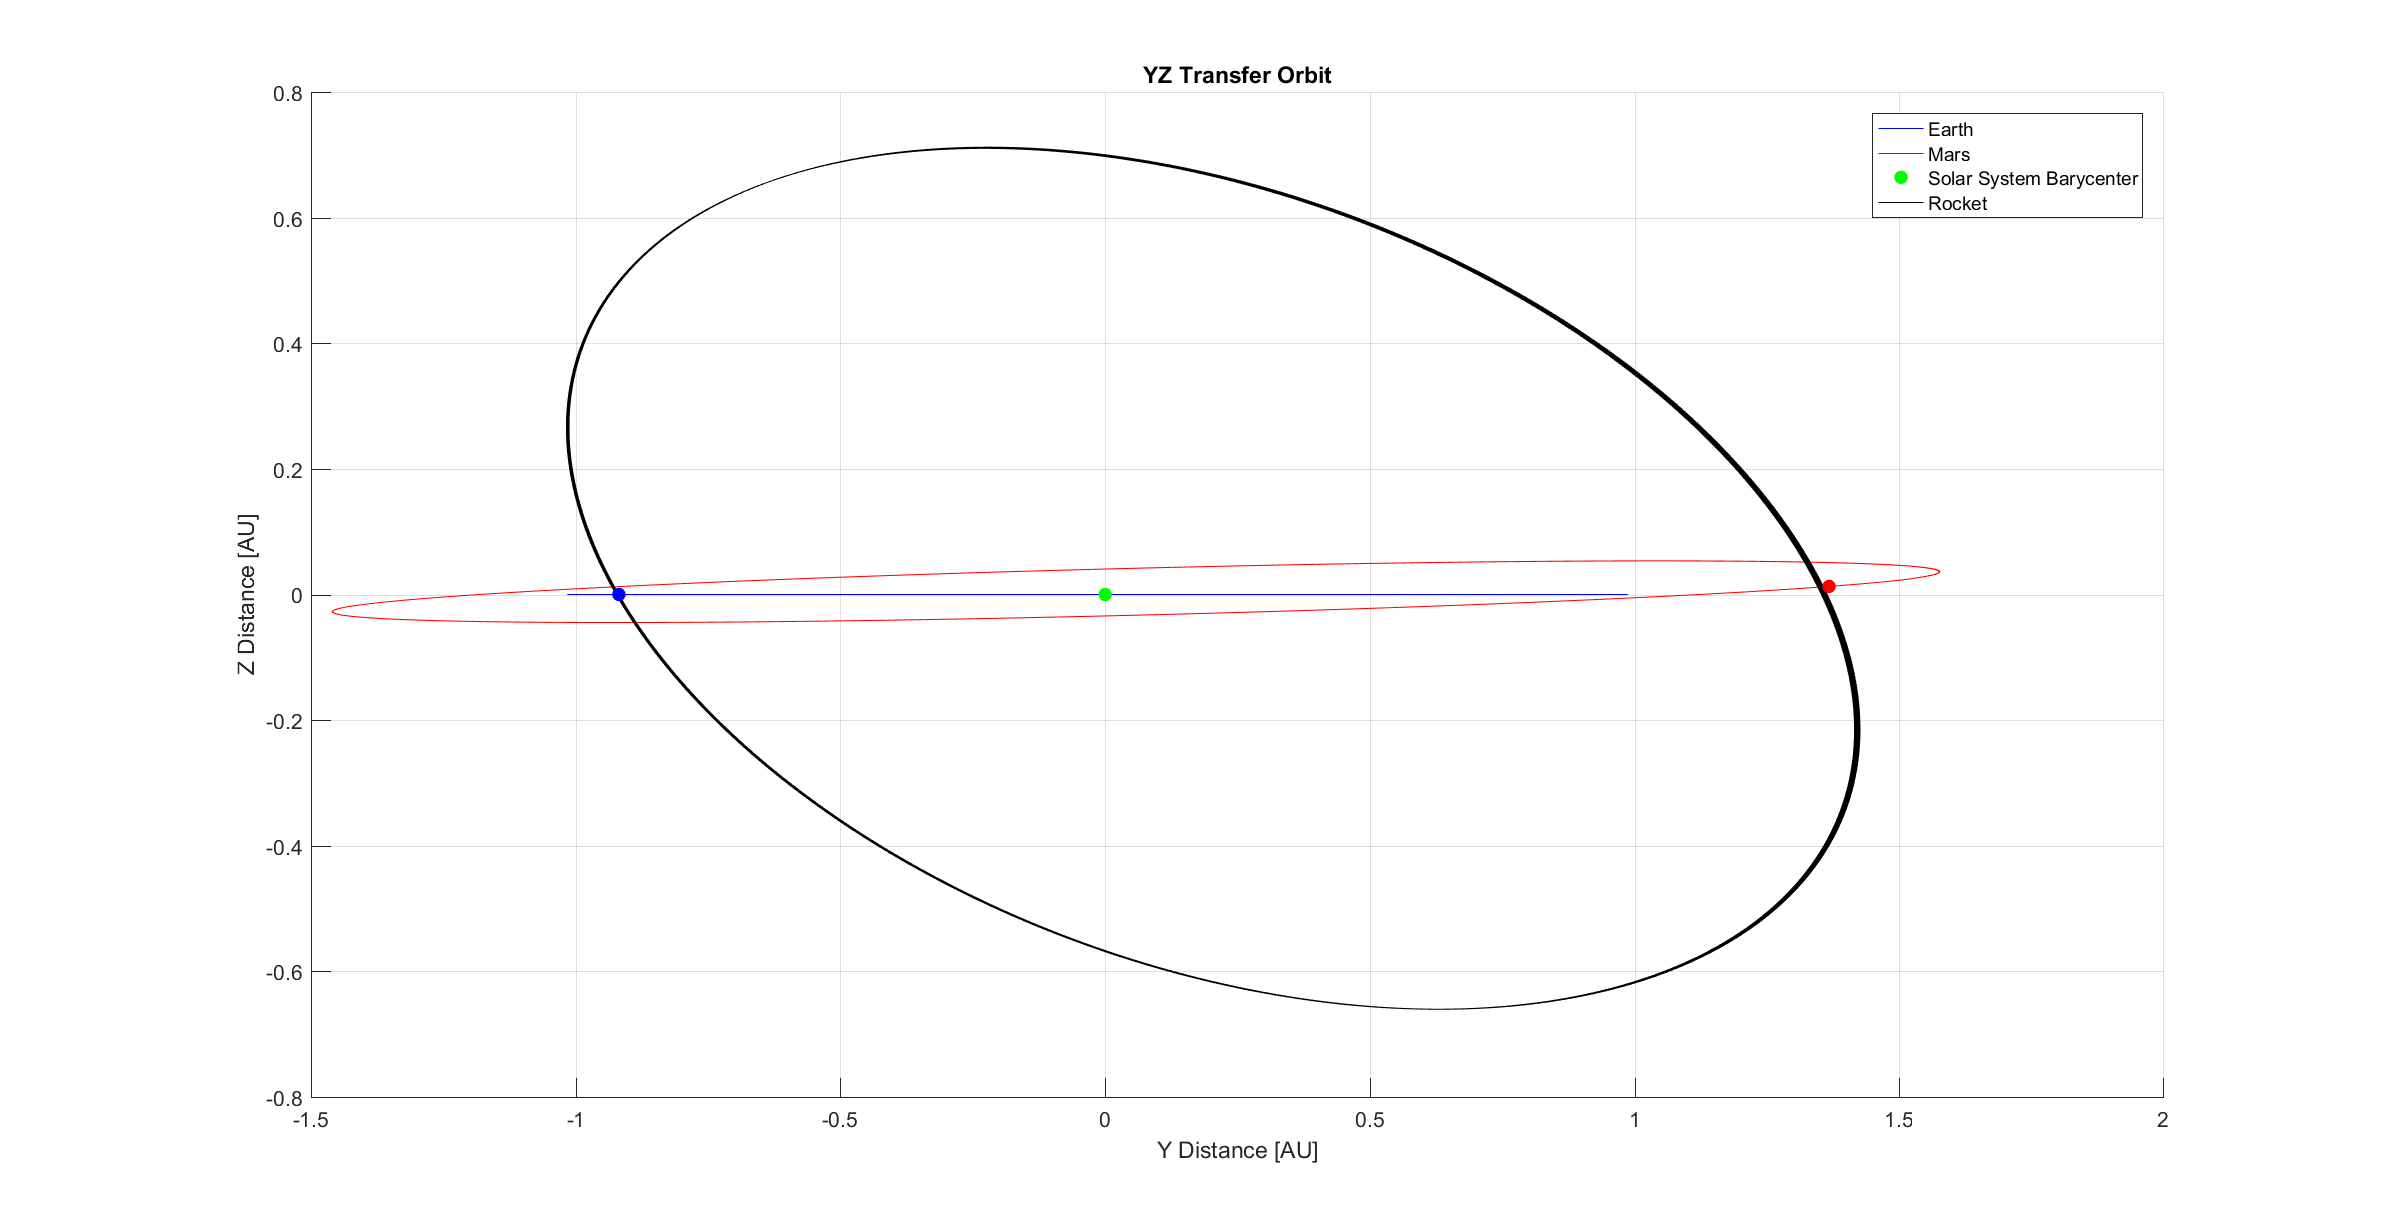 YZ Transfer Orbit
0.8
0.6
0.4
0.2
0
-0.2
-0.4
-0.6
-0.8
Z Distance [AU]
Earth
Mars
Solar System Barycenter
Rocket
-1.5
-1
-0.5
0
0.5
1
1.5
2
Y Distance [AU]